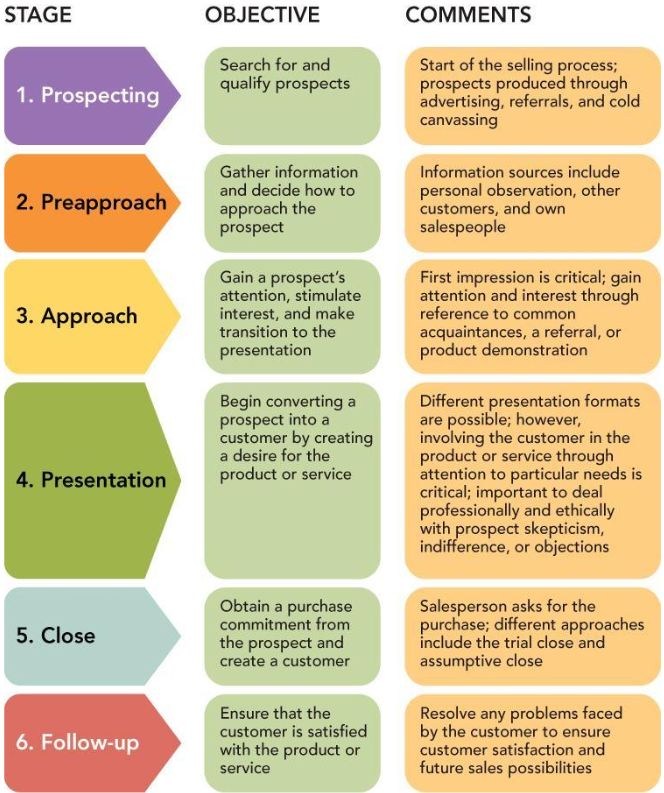 STAGE
OBJECTIVE
COMMENTS
1. Prospecting
Search for and
qualify prospects
Start of the selling process;
prospects produced through
advertising, referrals, and cold
canvassing
2. Preapproach
Gather information
and decide how to
approach the
prospect
Information sources include
personal observation, other
customers, and own
salespeople
3. Approach
Gain a prospect’s
attention, stimulate
interest, and make
transition to the
presentation
First impression is critical; gain
attention and interest through
reference to common
acquaintances, a referral, or
product demonstration
4. Presentation
Begin converting a
prospect into a
customer by creating
a desire for the
product or service
Different presentation formats
are possible; however,
involving the customer in the
product or service through
attention to particular needs is
critical; important to deal
professionally and ethically
with prospect skepticism,
indifference, or objections
5. Close
Obtain a purchase
commitment from
the prospect and
create a customer
Salesperson asks for the
purchase; different approaches
include the trial close and
assumptive close
6. Follow-up
Ensure that the
customer is satisfied
with the product or
service
Resolve any problems faced
by the customer to ensure
customer satisfaction and
future sales possibilities